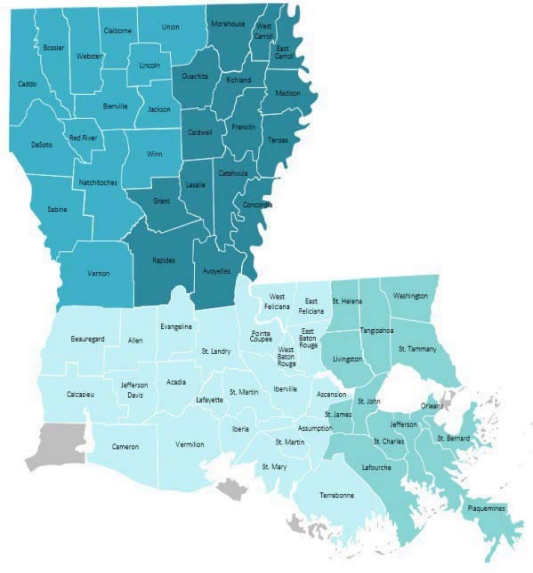 Bossier
Webster
Claiborne
Union
Morehouse
West
Carroll
East
Carroll
Caddo
Lincoln
Ouachita
Richland
Madison
Bienville
Jackson
DeSoto
Red River
Winn
Caldwell
Franklin
Tensas
Natchitoches
Sabine
Grant
Lasalle
Catahoula
Concordia
Vernon
Rapides
Avoyelles
West
Feliciana
East
Feliciana
St. Helena
Washington
Beauregard
Allen
Evangeline
St. Landry
Pointe
Coupee
West
Baton
Rouge
East
Baton
Rouge
Tangipahoa
Livingston
St. Tammany
Calcasieu
Jefferson
Davis
Acadia
Lafayette
St. Martin
Iberville
Ascension
St. James
St. John
Orleans
Cameron
Vermilion
Iberia
St. Martin
Assumption
St. Charles
Jefferson
St. Bernard
St. Mary
Lafourche
Terrebonne
Plaquemines